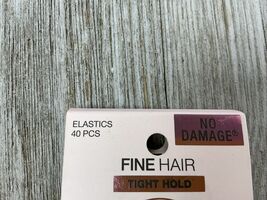 ELASTICS
40 PCS
NO
DAMAGE®
FINE HAIR
TIGHT HOLD